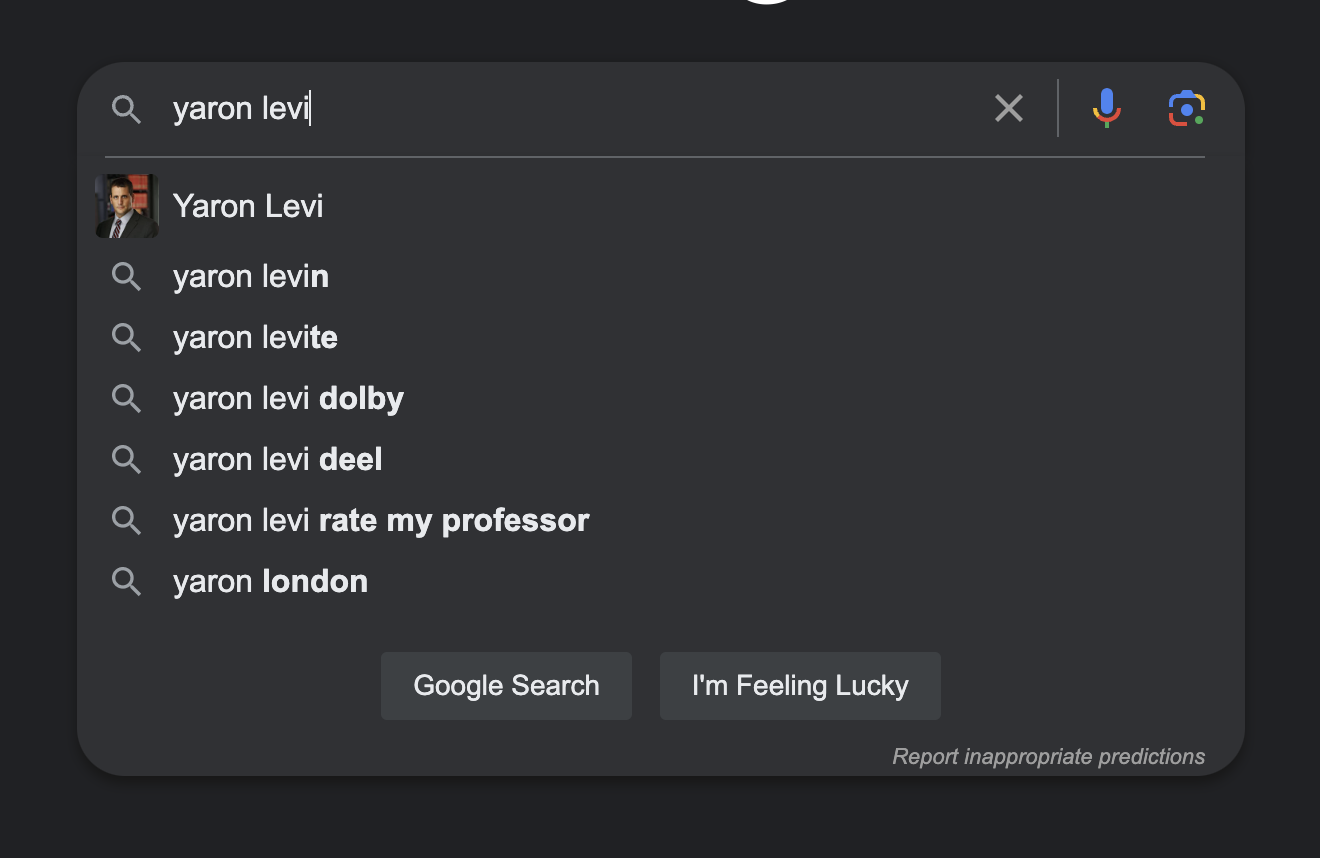 yaron levi
Yaron Levi
yaron levin
yaron levite
yaron levi dolby
yaron levi deel
yaron levi rate my professor
yaron london
Google Search
I'm Feeling Lucky
Report inappropriate predictions